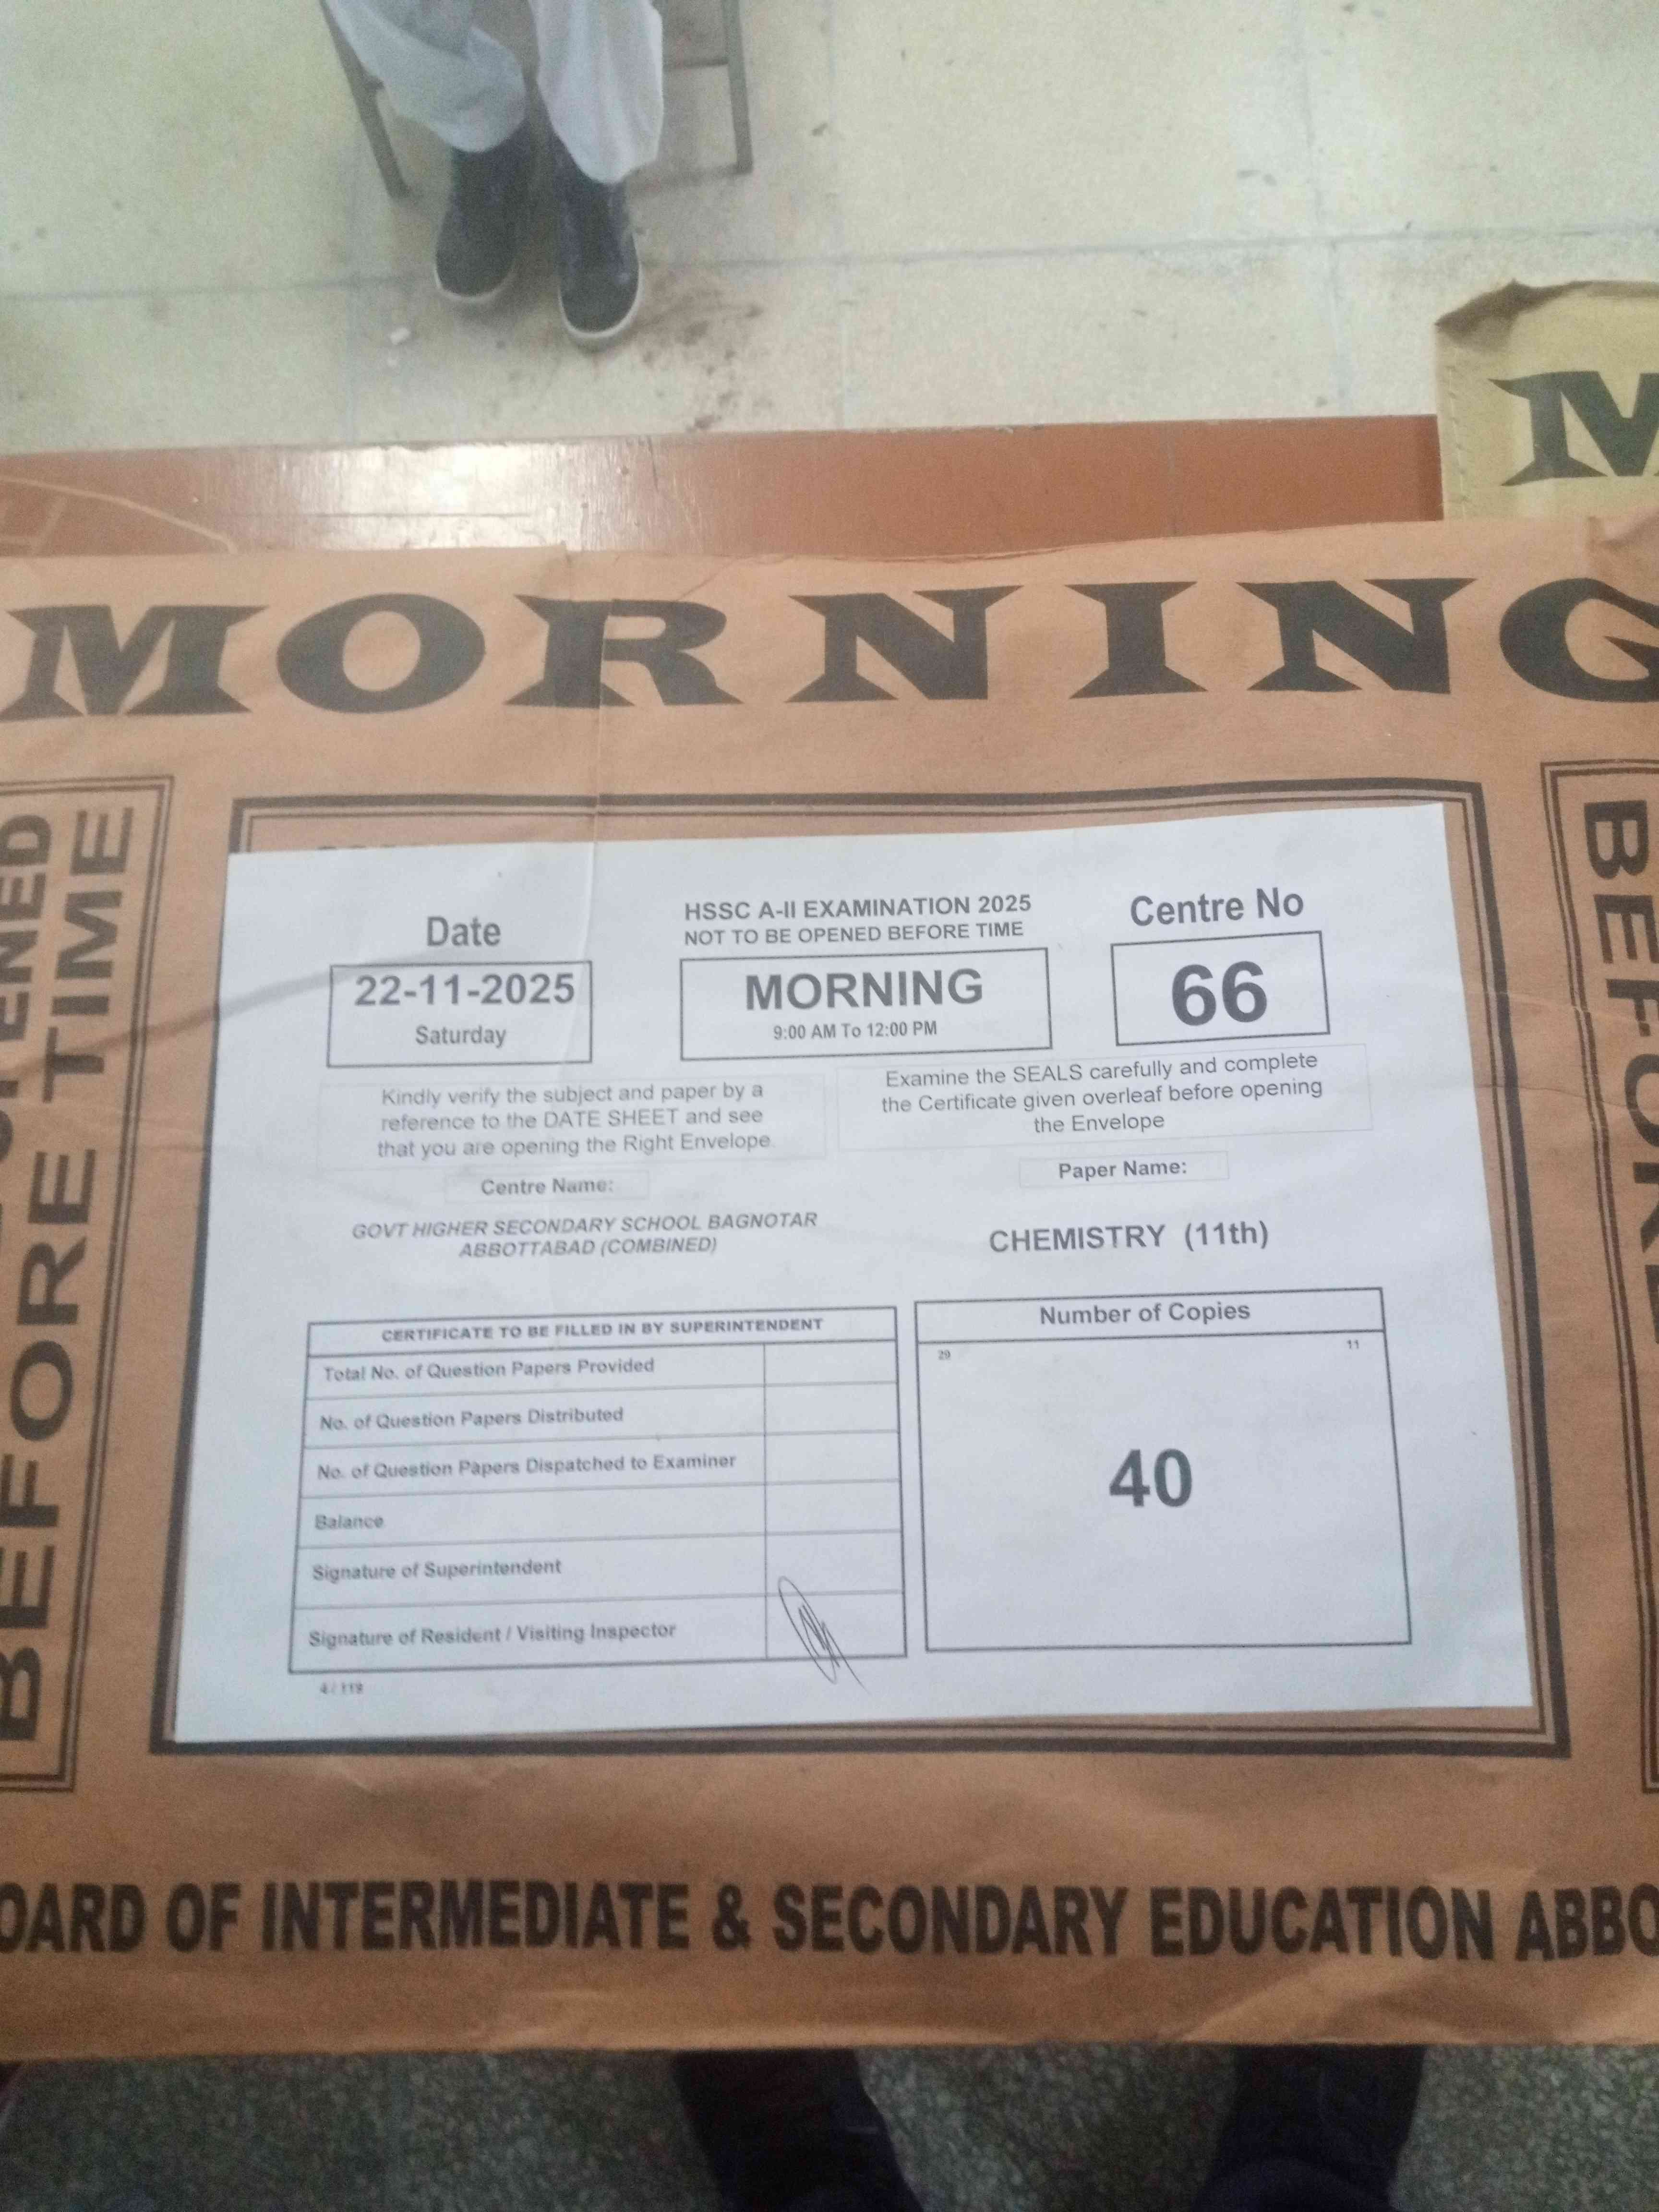 M
MORNING
BEFORE TIME
BEFORE
Date
22-11-2025
Saturday
HSSC A-II EXAMINATION 2025
NOT TO BE OPENED BEFORE TIME
MORNING
9:00 AM To 12:00 PM
Centre No
66
Kindly verify the subject and paper by a
reference to the DATE SHEET and see
that you are opening the Right Envelope.
Examine the SEALS carefully and complete
the Certificate given overleaf before opening
the Envelope
Centre Name:
GOVT HIGHER SECONDARY SCHOOL BAGNOTAR
ABBOTTABAD (COMBINED)
Paper Name:
CHEMISTRY (11th)
CERTIFICATE TO BE FILLED IN BY SUPERINTENDENT
Total No. of Question Papers Provided
No. of Question Papers Distributed
No. of Question Papers Dispatched to Examiner
Balance
Signature of Superintendent
Signature of Resident / Visiting Inspector
4 / 118
Number of Copies
29 11
40
OARD OF INTERMEDIATE & SECONDARY EDUCATION ABBO